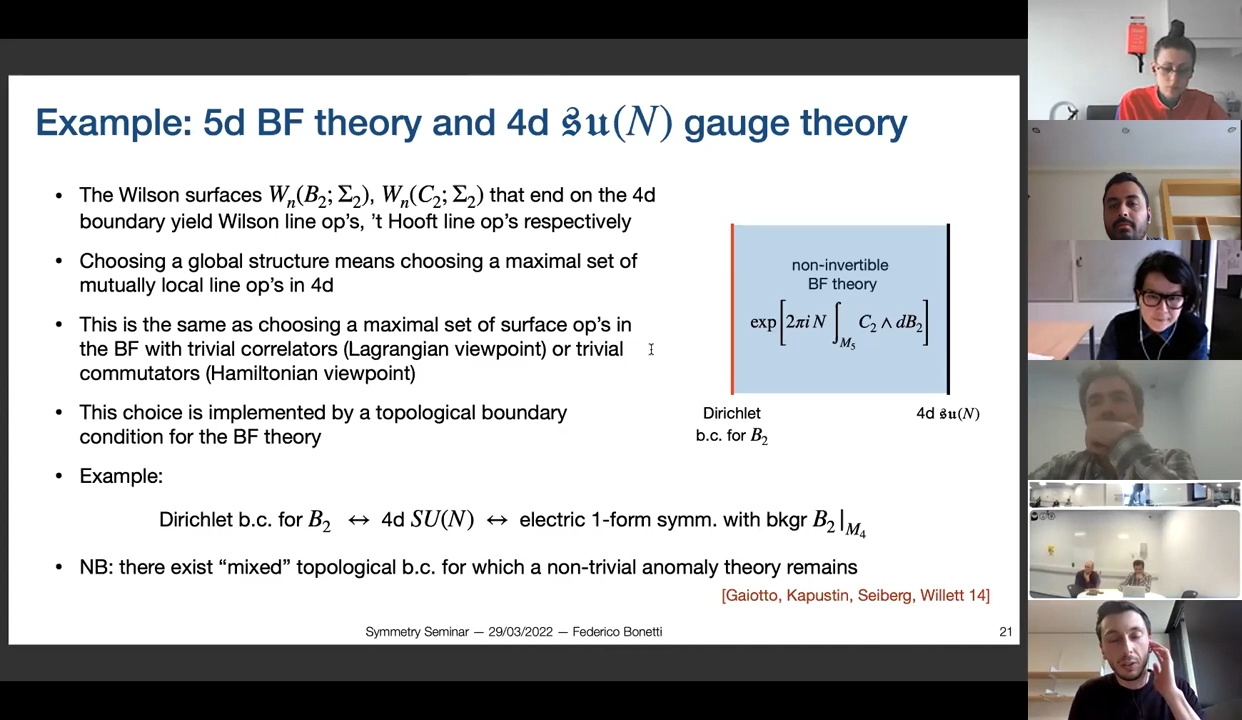 Example: 5d BF theory and 4d 𝔰𝔲(N) gauge theory
• The Wilson surfaces Wₙ(B₂; Σ₂), Wₙ(C₂; Σ₂) that end on the 4d
boundary yield Wilson line op’s, ’t Hooft line op’s respectively
• Choosing a global structure means choosing a maximal set of
mutually local line op’s in 4d
• This is the same as choosing a maximal set of surface op’s in
the BF with trivial correlators (Lagrangian viewpoint) or trivial
commutators (Hamiltonian viewpoint)
• This choice is implemented by a topological boundary
condition for the BF theory
• Example:
Dirichlet b.c. for B₂ ↔ 4d SU(N) ↔ electric 1-form symm. with bkgr B₂|_{M₄}
• NB: there exist “mixed” topological b.c. for which a non-trivial anomaly theory remains
[Gaiotto, Kapustin, Seiberg, Willett 14]
non-invertible
BF theory
exp[2πi N ∫_{M₅} C₂ ∧ dB₂]
Dirichlet
b.c. for B₂
4d 𝔰𝔲(N)
Symmetry Seminar — 29/03/2022 — Federico Bonetti
21